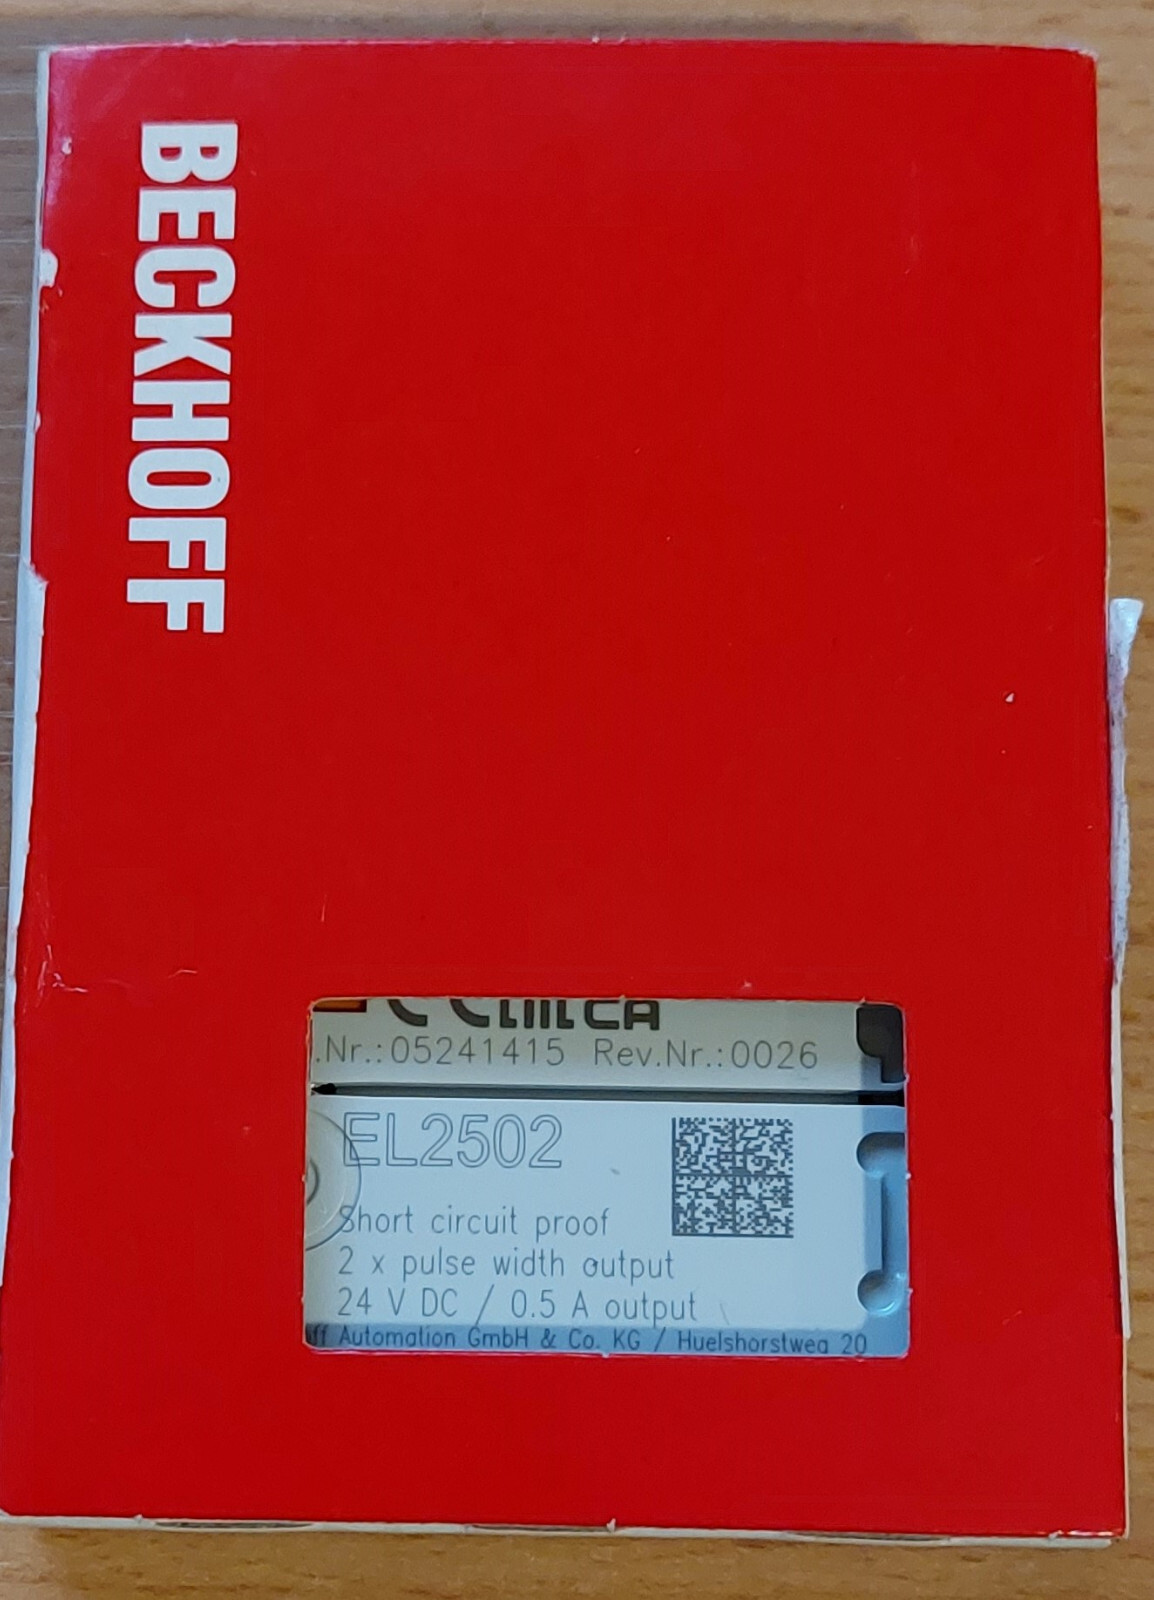 BECKHOFF
.Nr.:05241415 Rev.Nr.:0026
EL2502
Short circuit proof
2 x pulse width output
24 V DC / 0.5 A output
ff Automation GmbH & Co. KG / Huelshorstweg 20